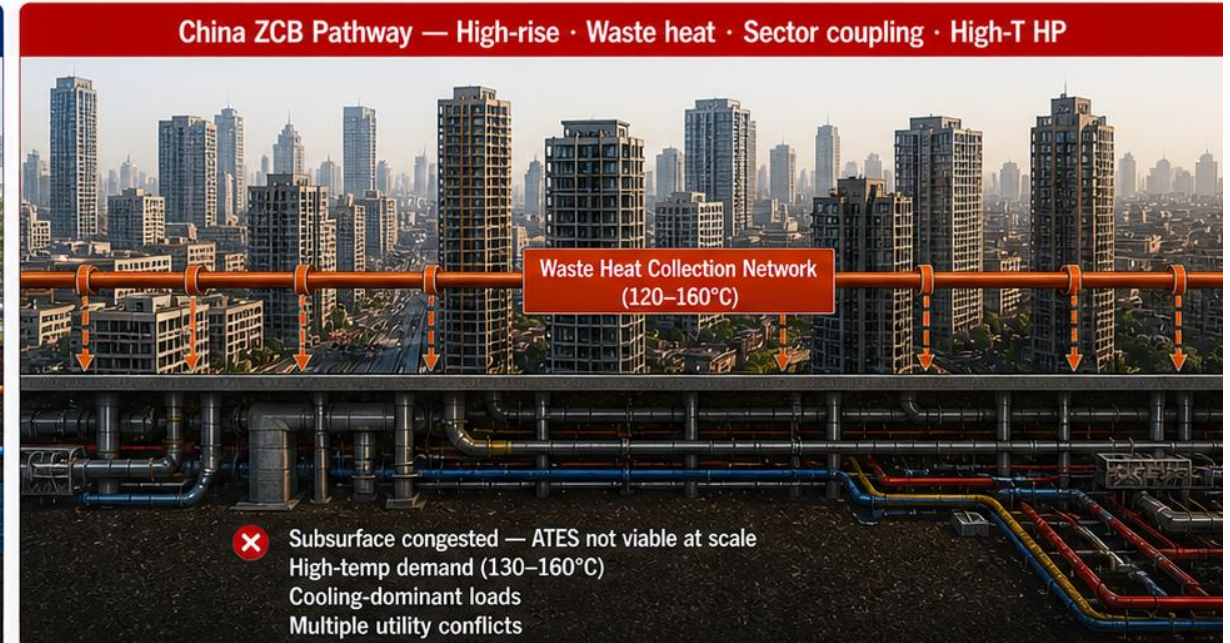 China ZCB Pathway — High-rise · Waste heat · Sector coupling · High-T HP
Waste Heat Collection Network
(120–160°C)
Subsurface congested — ATES not viable at scale
High-temp demand (130–160°C)
Cooling-dominant loads
Multiple utility conflicts